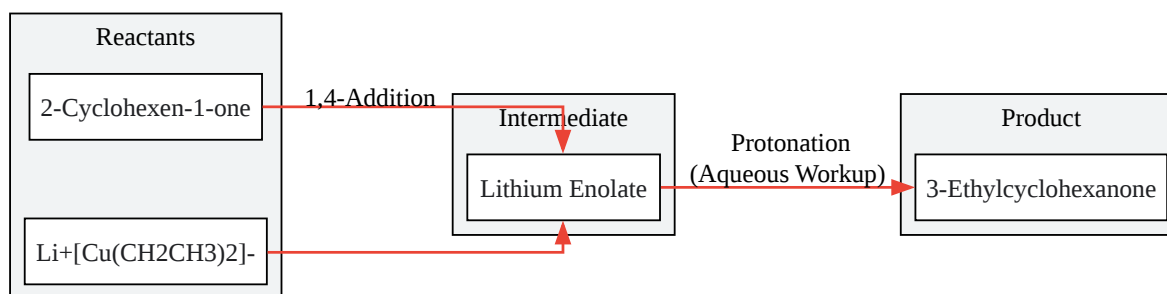 Reactants
2-Cyclohexen-1-one
Li+[Cu(CH2CH3)2]-
1,4-Addition
Intermediate
Lithium Enolate
Protonation
(Aqueous Workup)
Product
3-Ethylcyclohexanone